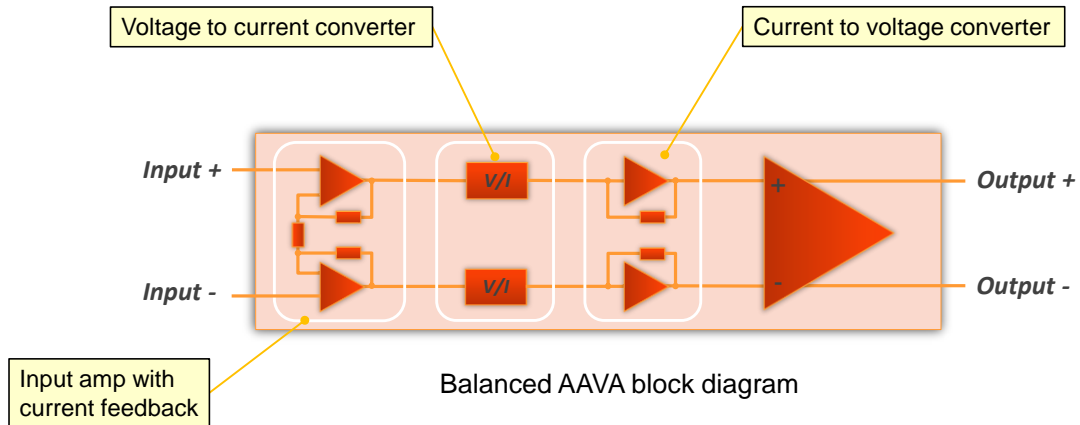 Voltage to current converter
Current to voltage converter
Input +
V/I
+
Output +
Input -
V/I
-
Output -
Input amp with
current feedback
Balanced AAVA block diagram